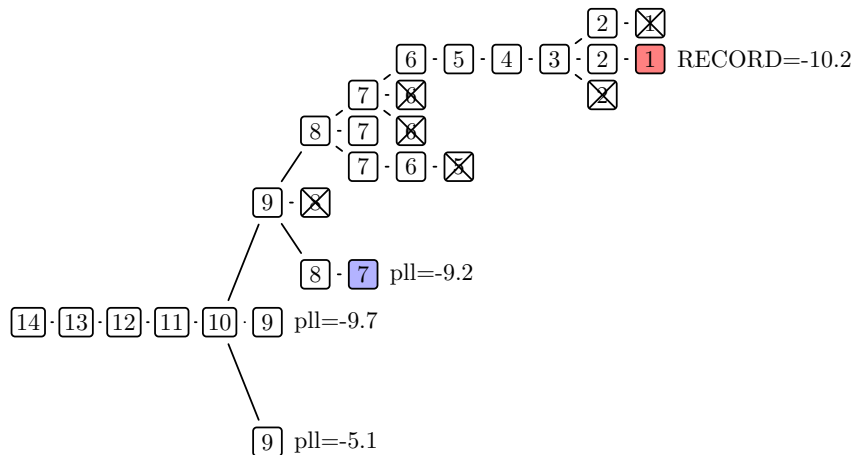 2 1
6 5 4 3 2 1 RECORD=-10.2
7 6 2
8 7 6
7 6 5
9 8
8 7 pll=-9.2
14 13 12 11 10 9 pll=-9.7
9 pll=-5.1